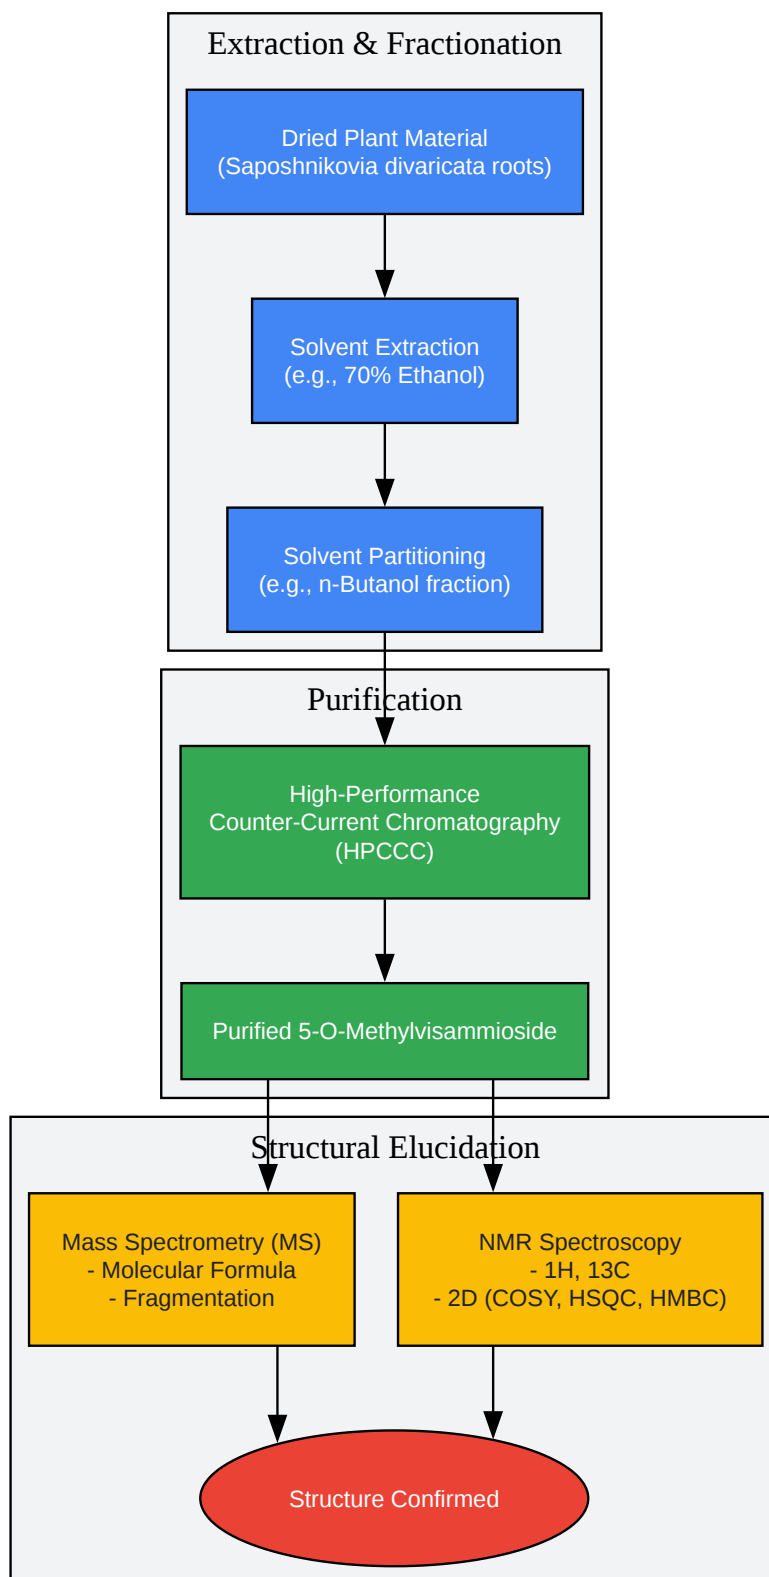 Extraction & Fractionation
Dried Plant Material
(Saposhnikovia divaricata roots)
Solvent Extraction
(e.g., 70% Ethanol)
Solvent Partitioning
(e.g., n-Butanol fraction)
Purification
High-Performance
Counter-Current Chromatography
(HPCCC)
Purified 5-O-Methylvisammioside
Structural Elucidation
Mass Spectrometry (MS)
- Molecular Formula
- Fragmentation
NMR Spectroscopy
- 1H, 13C
- 2D (COSY, HSQC, HMBC)
Structure Confirmed